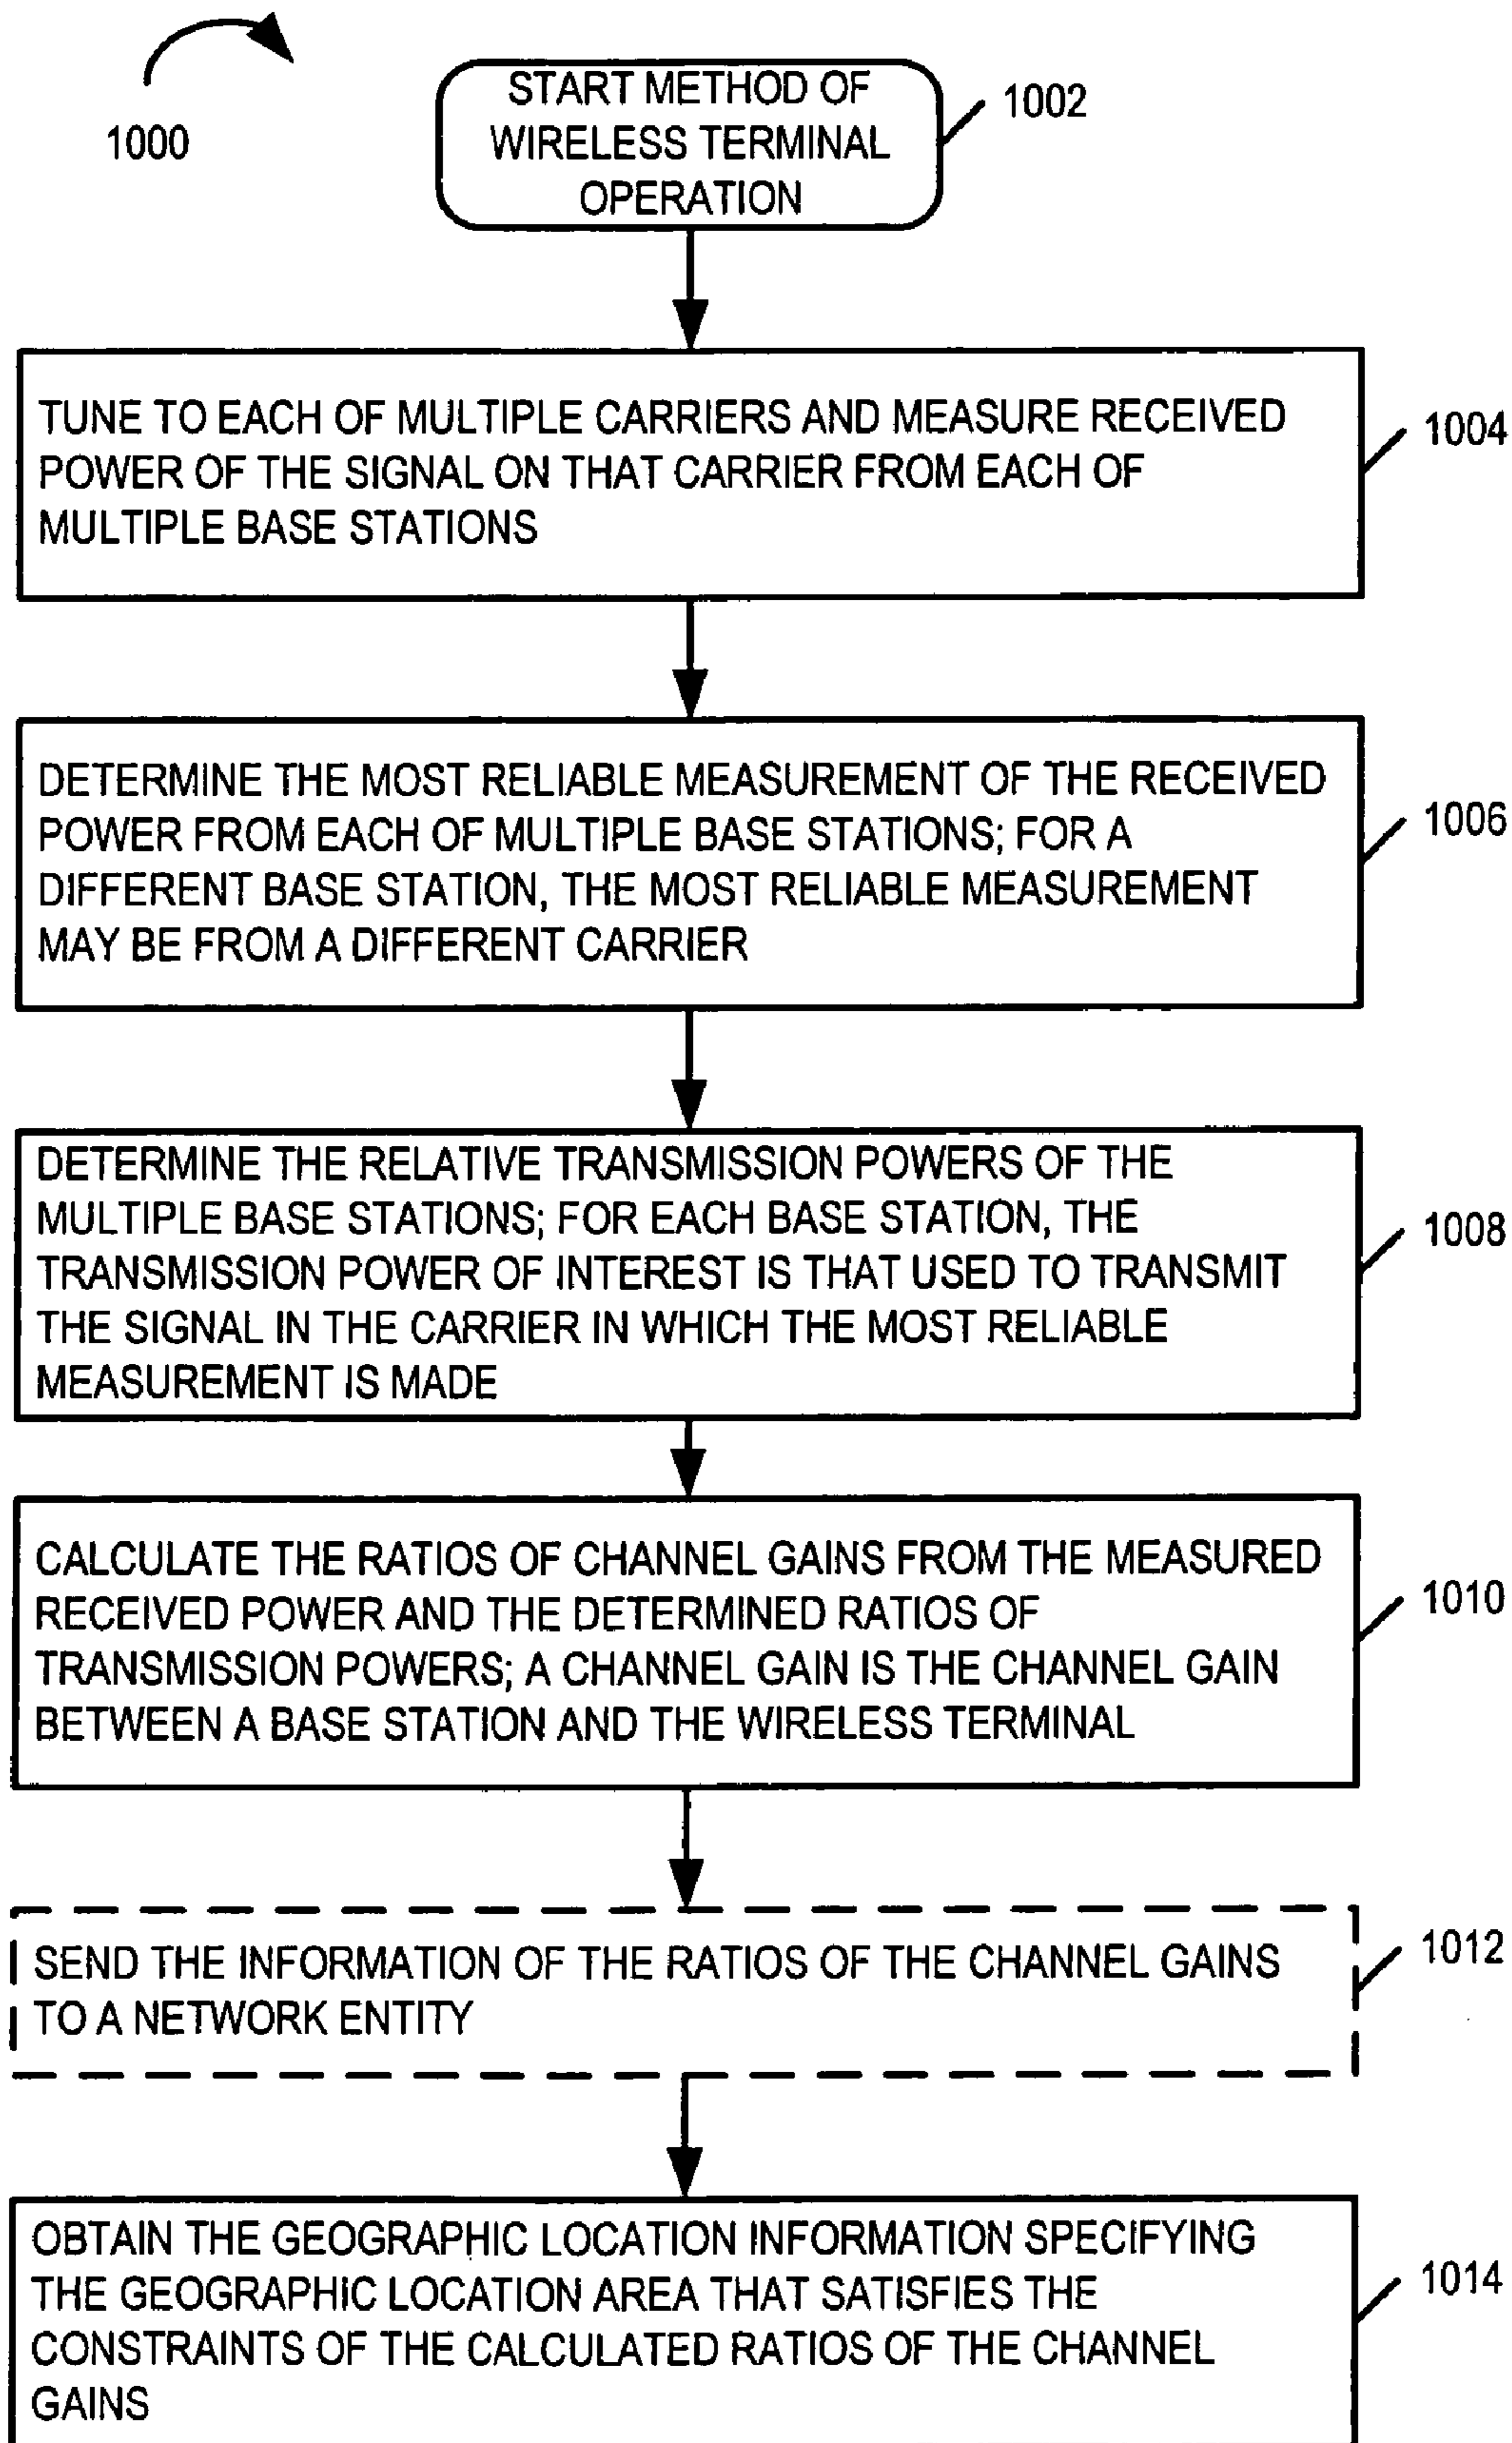 1000
START METHOD OF
WIRELESS TERMINAL
OPERATION
1002
TUNE TO EACH OF MULTIPLE CARRIERS AND MEASURE RECEIVED
POWER OF THE SIGNAL ON THAT CARRIER FROM EACH OF
MULTIPLE BASE STATIONS
1004
DETERMINE THE MOST RELIABLE MEASUREMENT OF THE RECEIVED
POWER FROM EACH OF MULTIPLE BASE STATIONS; FOR A
DIFFERENT BASE STATION, THE MOST RELIABLE MEASUREMENT
MAY BE FROM A DIFFERENT CARRIER
1006
DETERMINE THE RELATIVE TRANSMISSION POWERS OF THE
MULTIPLE BASE STATIONS; FOR EACH BASE STATION, THE
TRANSMISSION POWER OF INTEREST IS THAT USED TO TRANSMIT
THE SIGNAL IN THE CARRIER IN WHICH THE MOST RELIABLE
MEASUREMENT IS MADE
1008
CALCULATE THE RATIOS OF CHANNEL GAINS FROM THE MEASURED
RECEIVED POWER AND THE DETERMINED RATIOS OF
TRANSMISSION POWERS; A CHANNEL GAIN IS THE CHANNEL GAIN
BETWEEN A BASE STATION AND THE WIRELESS TERMINAL
1010
SEND THE INFORMATION OF THE RATIOS OF THE CHANNEL GAINS
TO A NETWORK ENTITY
1012
OBTAIN THE GEOGRAPHIC LOCATION INFORMATION SPECIFYING
THE GEOGRAPHIC LOCATION AREA THAT SATISFIES THE
CONSTRAINTS OF THE CALCULATED RATIOS OF THE CHANNEL
GAINS
1014